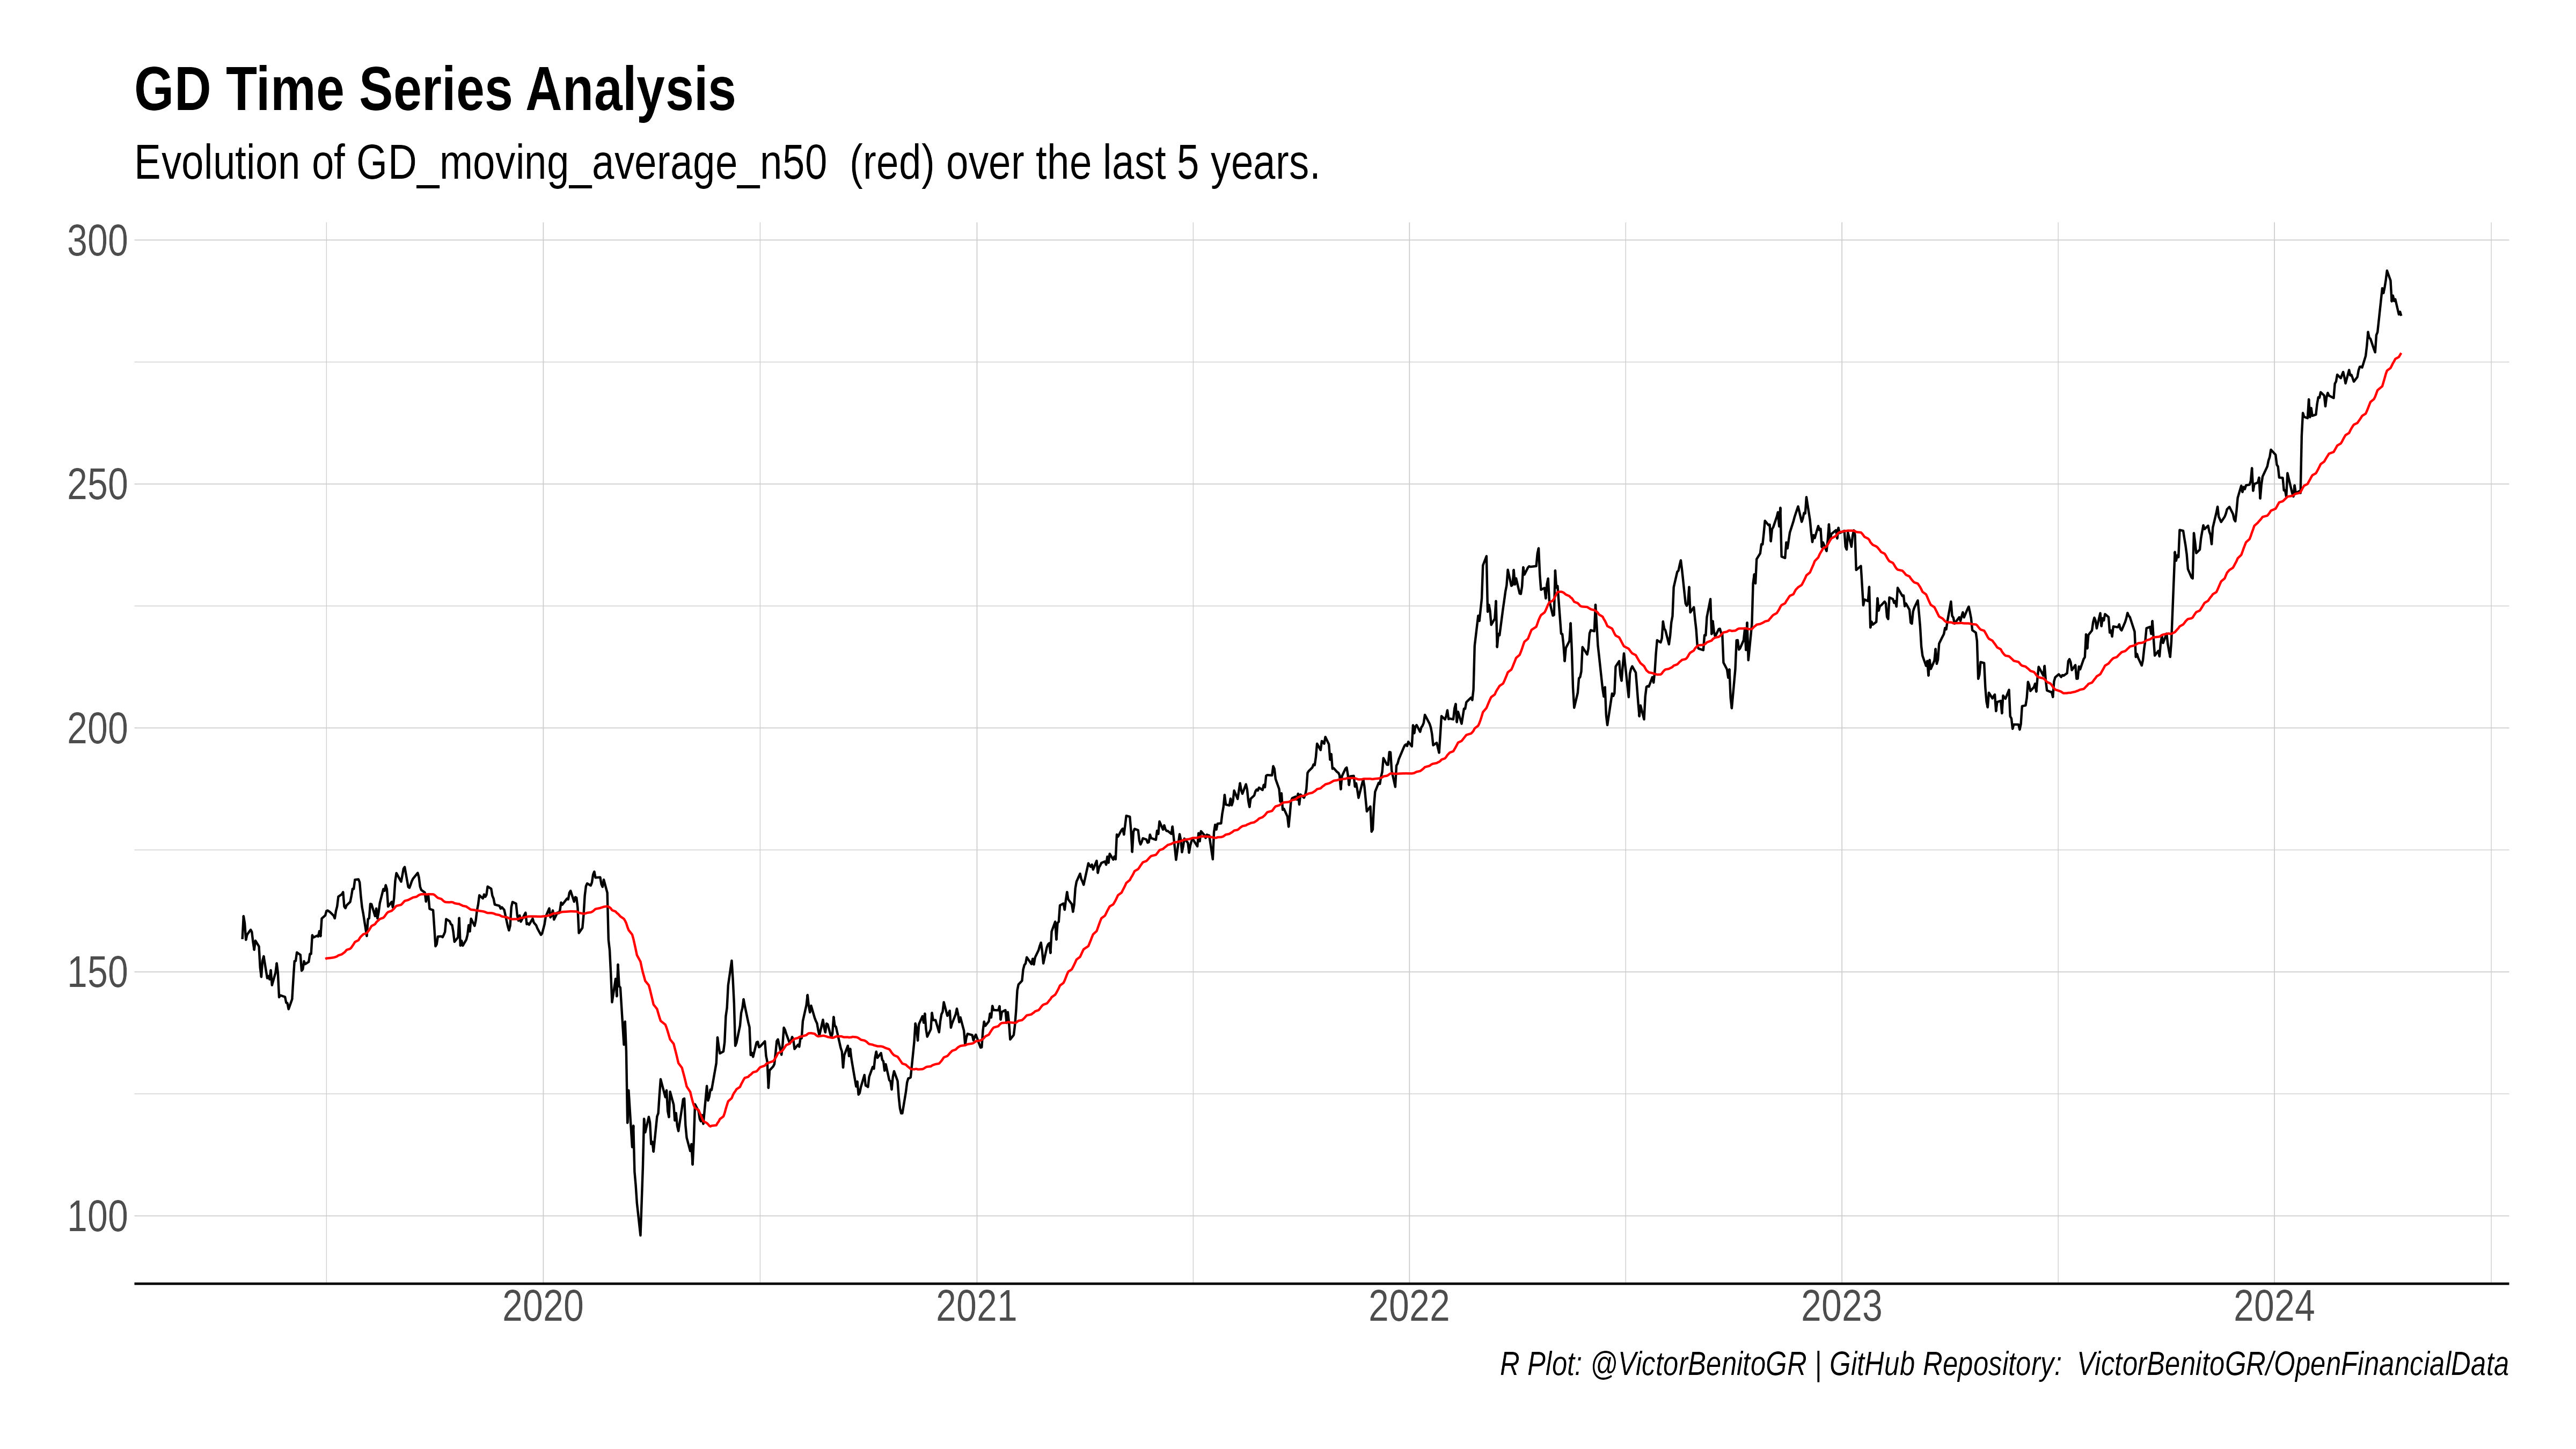 GD Time Series Analysis
Evolution of GD_moving_average_n50  (red) over the last 5 years.
300
250
200
150
100
2020 2021 2022 2023 2024
R Plot: @VictorBenitoGR | GitHub Repository:  VictorBenitoGR/OpenFinancialData